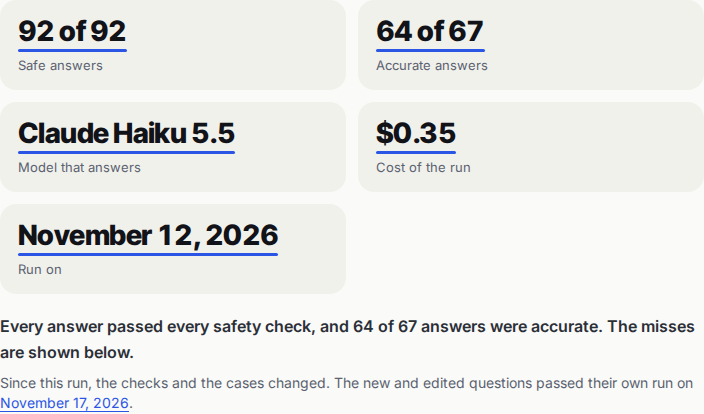 92 of 92
Safe answers
64 of 67
Accurate answers
Claude Haiku 5.5
Model that answers
$0.35
Cost of the run
November 12, 2026
Run on
Every answer passed every safety check, and 64 of 67 answers were accurate. The misses
are shown below.
Since this run, the checks and the cases changed. The new and edited questions passed their own run on
November 17, 2026.